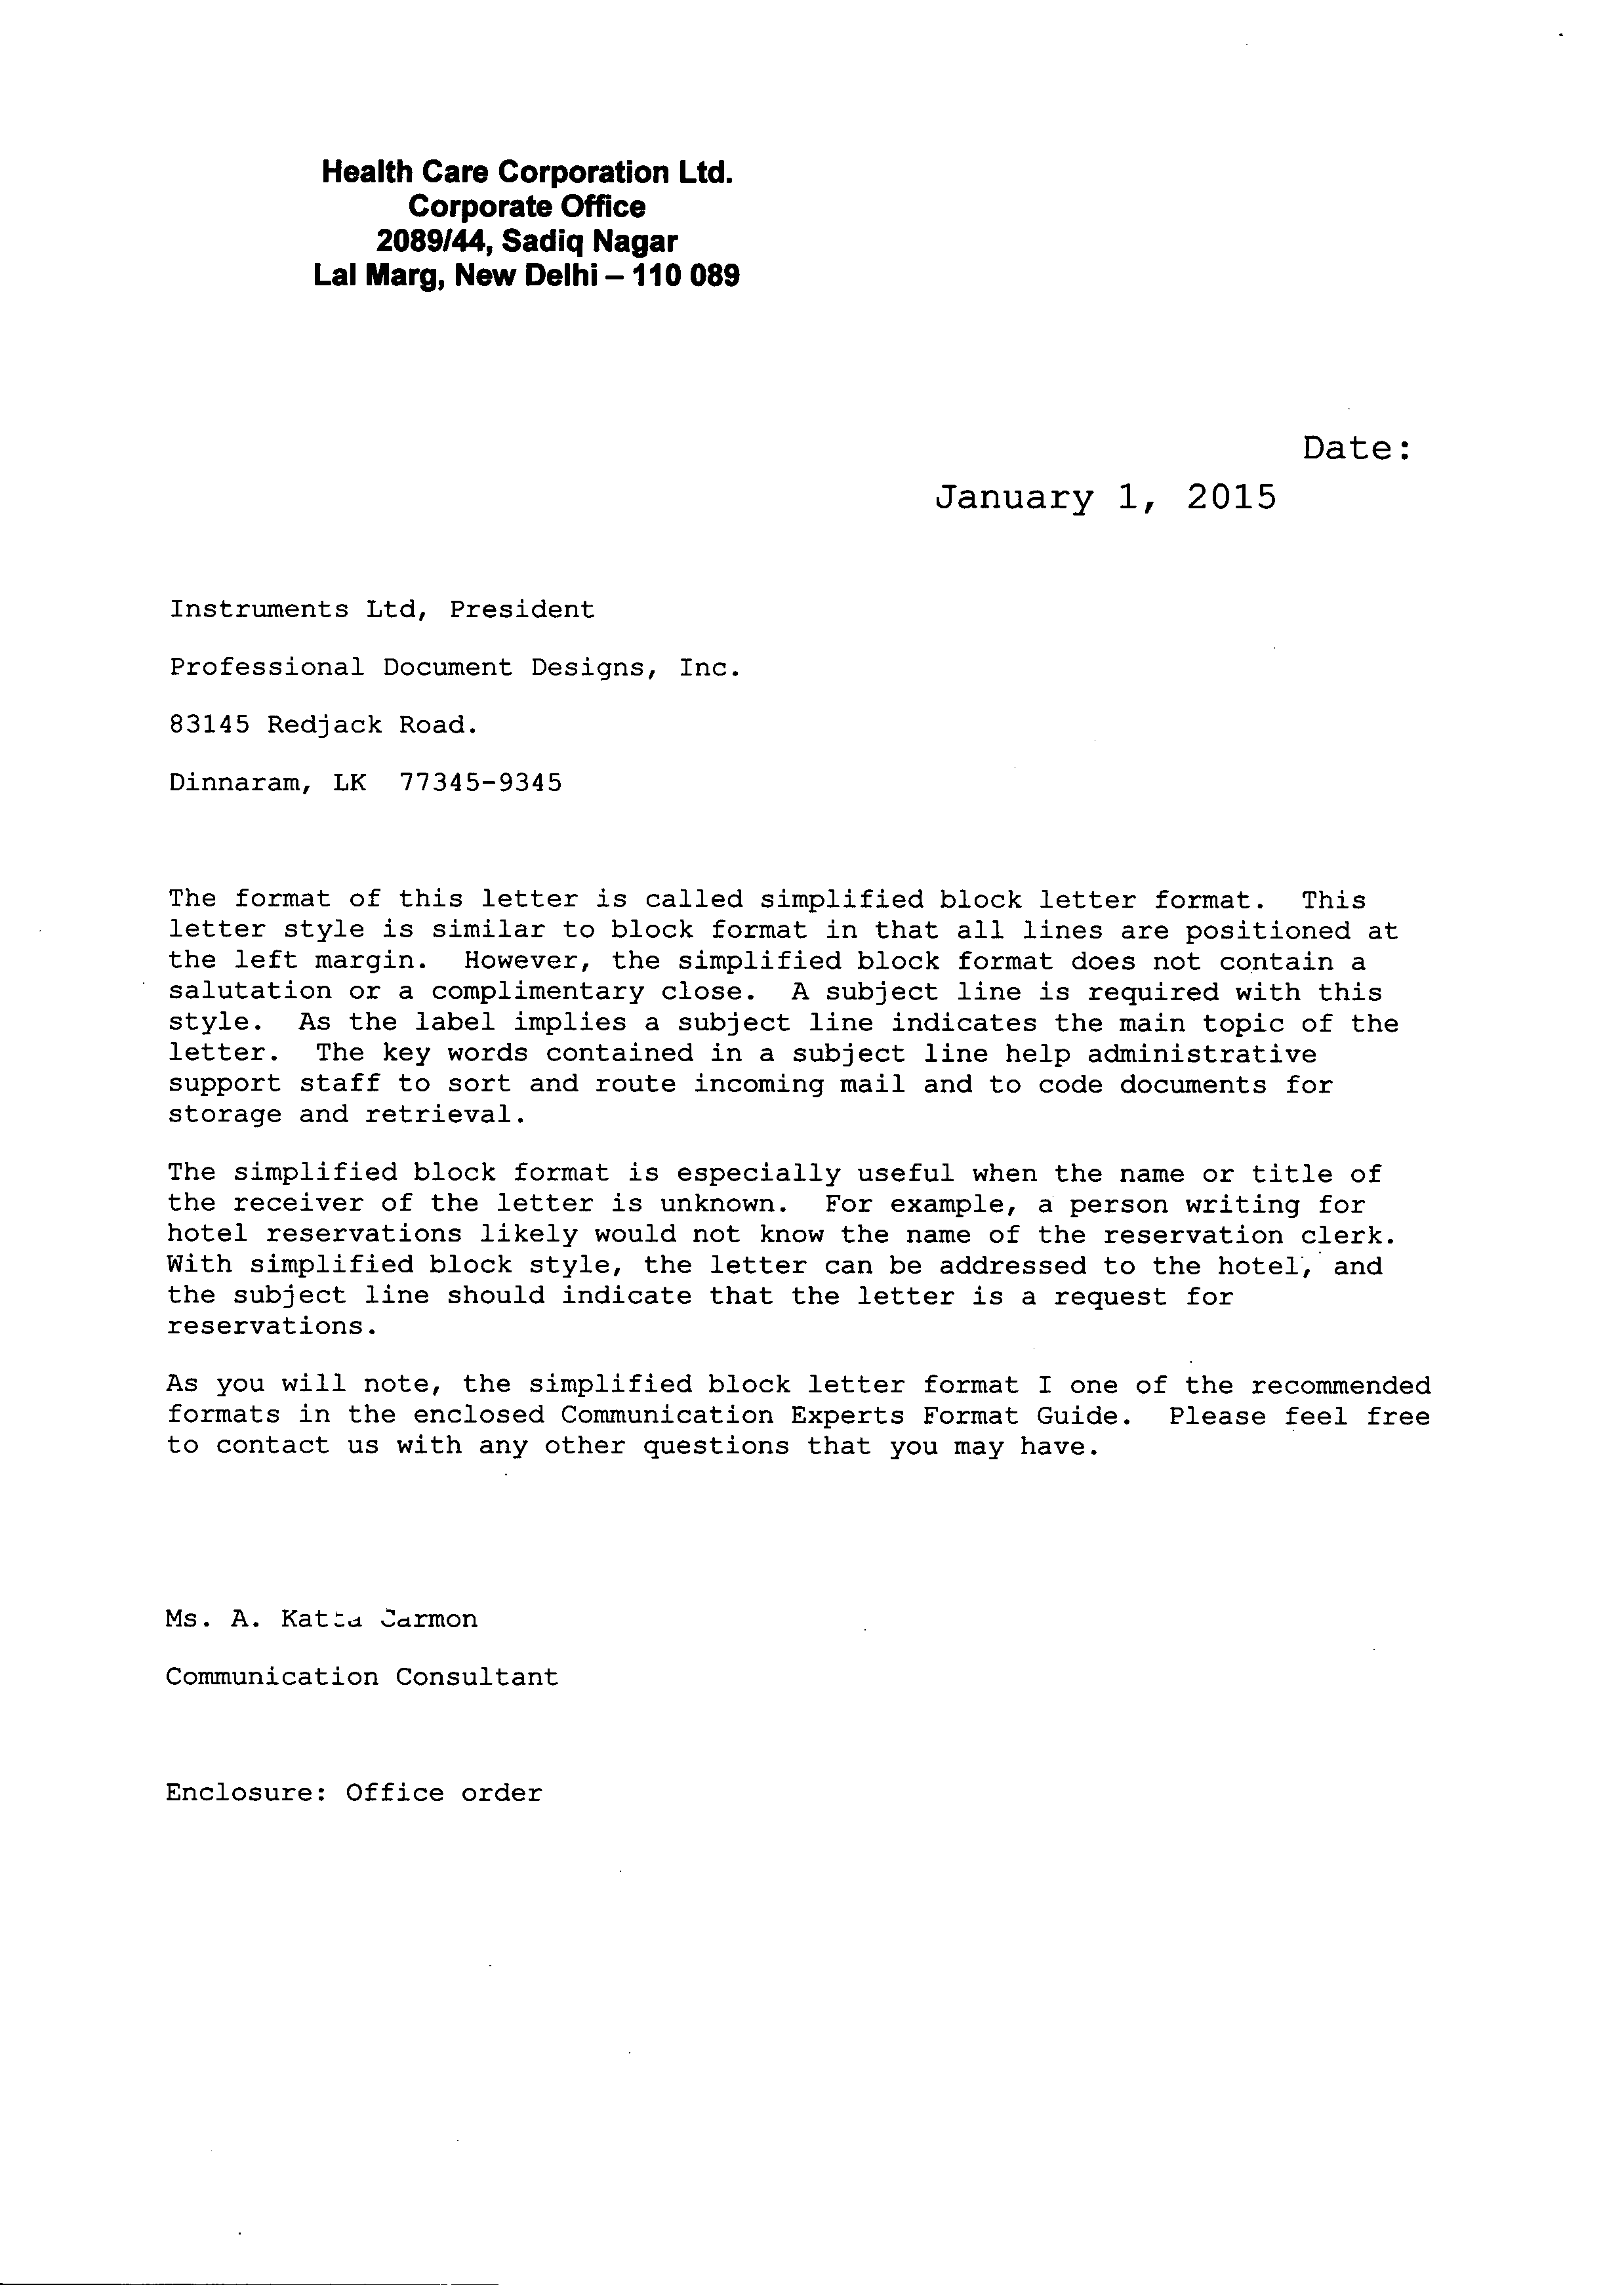 Health Care Corporation Ltd.
Corporate Office
2089/44, Sadiq Nagar
Lal Marg, New Delhi – 110 089
Date:
January 1, 2015
Instruments Ltd, President
Professional Document Designs, Inc.
83145 Redjack Road.
Dinnaram, LK 77345-9345
The format of this letter is called simplified block letter format. This
letter style is similar to block format in that all lines are positioned at
the left margin. However, the simplified block format does not contain a
salutation or a complimentary close. A subject line is required with this
style. As the label implies a subject line indicates the main topic of the
letter. The key words contained in a subject line help administrative
support staff to sort and route incoming mail and to code documents for
storage and retrieval.
The simplified block format is especially useful when the name or title of
the receiver of the letter is unknown. For example, a person writing for
hotel reservations likely would not know the name of the reservation clerk.
With simplified block style, the letter can be addressed to the hotel, and
the subject line should indicate that the letter is a request for
reservations.
As you will note, the simplified block letter format I one of the recommended
formats in the enclosed Communication Experts Format Guide. Please feel free
to contact us with any other questions that you may have.
Ms. A.
Communication Consultant
Enclosure: Office order